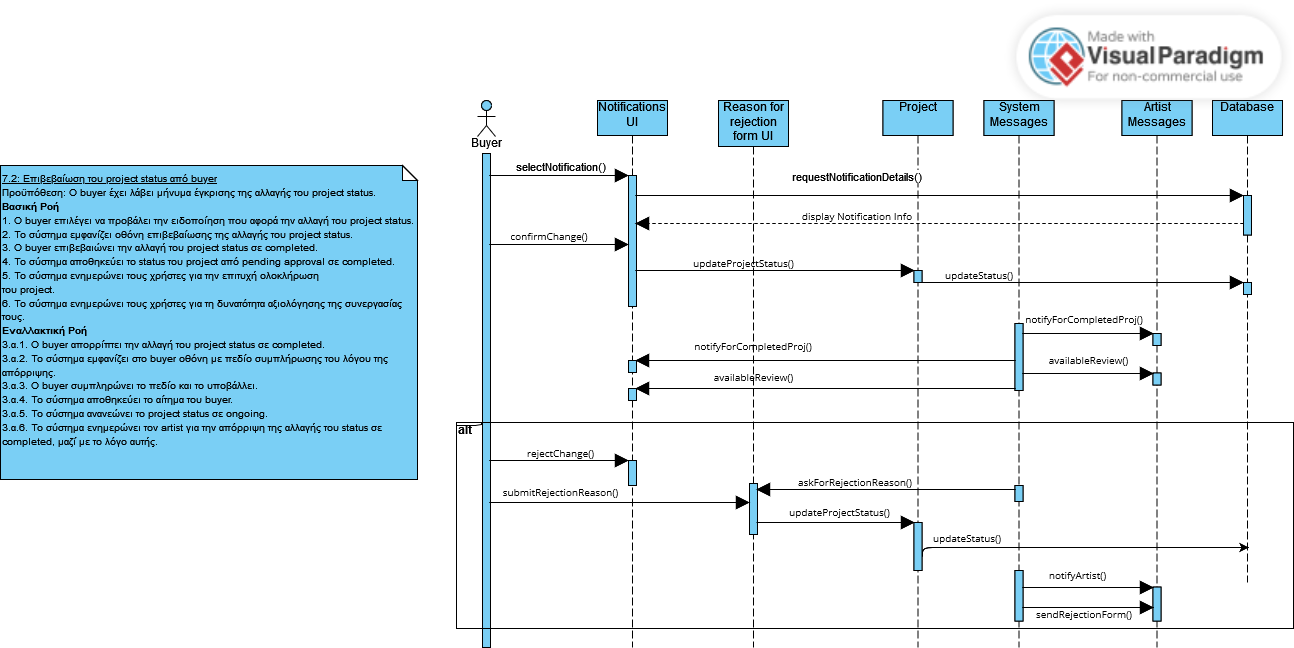 Made with
Visual Paradigm
For non-commercial use
Buyer
Notifications
UI
Reason for
rejection
form UI
Project
System
Messages
Artist
Messages
Database
7.2: Επιβεβαίωση του project status από buyer
Προϋπόθεση: Ο buyer έχει λάβει μήνυμα έγκρισης της αλλαγής του project status.
Βασική Ροή
1. Ο buyer επιλέγει να προβάλει την ειδοποίηση που αφορά την αλλαγή του project status.
2. Το σύστημα εμφανίζει οθόνη επιβεβαίωσης της αλλαγής του project status.
3. Ο buyer επιβεβαιώνει την αλλαγή του project status σε completed.
4. Το σύστημα αποθηκεύει το status του project από pending approval σε completed.
5. Το σύστημα ενημερώνει τους χρήστες για την επιτυχή ολοκλήρωση
του project.
6. Το σύστημα ενημερώνει τους χρήστες για τη δυνατότητα αξιολόγησης της συνεργασίας
τους.
Εναλλακτική Ροή
3.α.1. Ο buyer απορρίπτει την αλλαγή του project status σε completed.
3.α.2. Το σύστημα εμφανίζει στο buyer οθόνη με πεδίο συμπλήρωσης του λόγου της
απόρριψης.
3.α.3. Ο buyer συμπληρώνει το πεδίο και το υποβάλλει.
3.α.4. Το σύστημα αποθηκεύει το αίτημα του buyer.
3.α.5. Το σύστημα ανανεώνει το project status σε ongoing.
3.α.6. Το σύστημα ενημερώνει τον artist για την απόρριψη της αλλαγής του status σε
completed, μαζί με το λόγο αυτής.
selectNotification()
requestNotificationDetails()
display Notification Info
confirmChange()
updateProjectStatus()
updateStatus()
notifyForCompletedProj()
notifyForCompletedProj()
availableReview()
availableReview()
alt
rejectChange()
askForRejectionReason()
submitRejectionReason()
updateProjectStatus()
updateStatus()
notifyArtist()
sendRejectionForm()